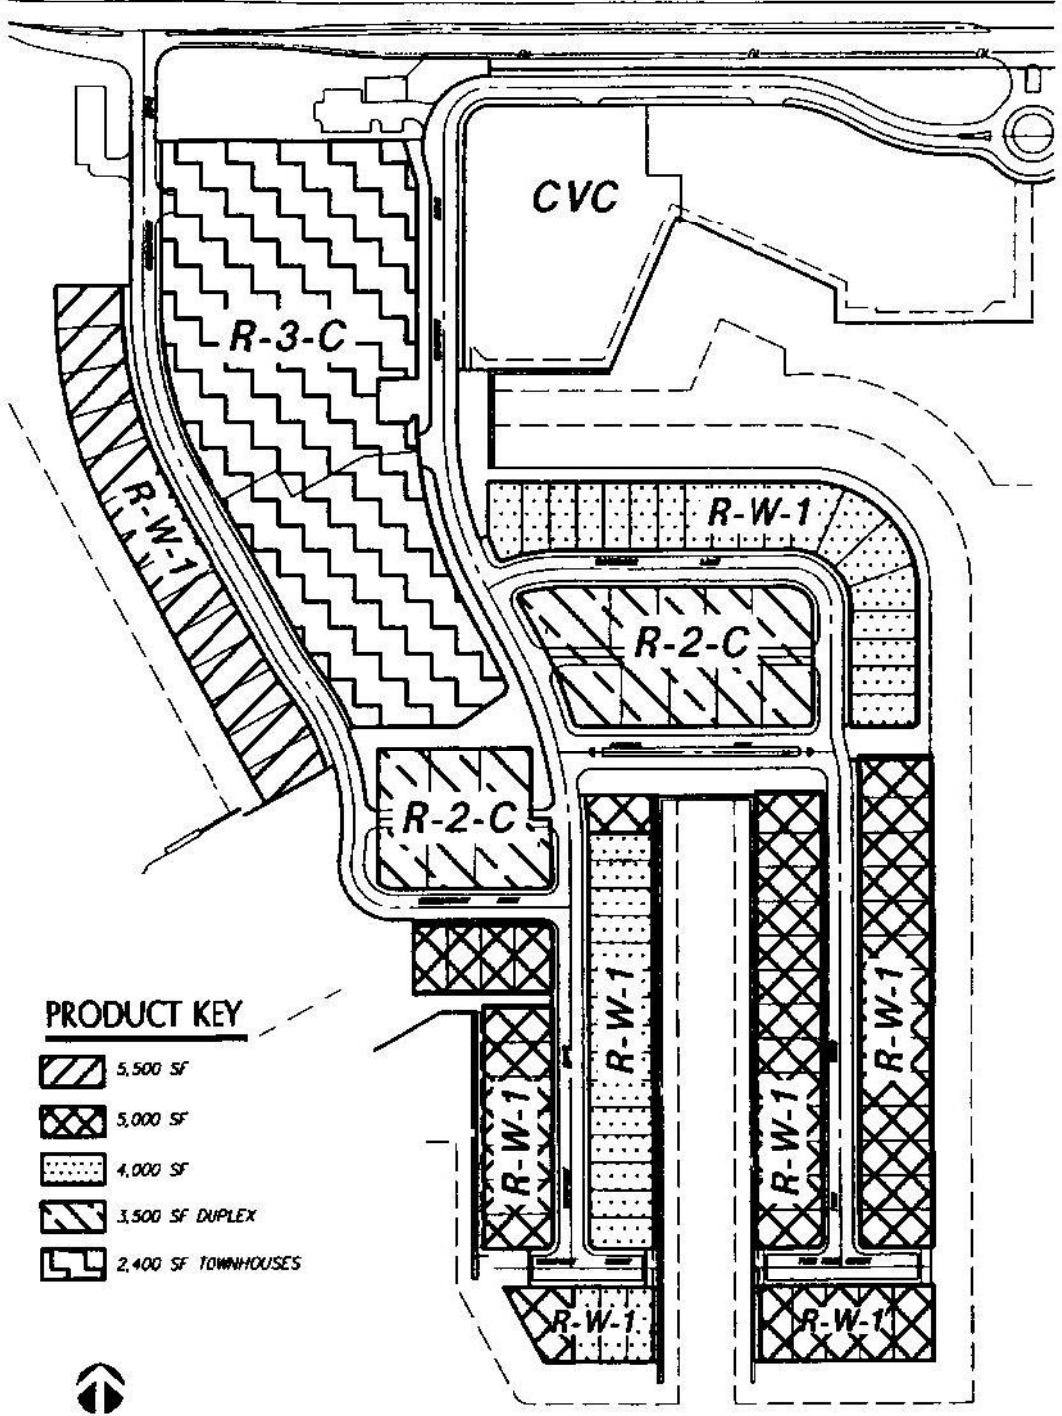 CVC
R-3-C
R-W-1
R-W-1
R-2-C
R-2-C
R-W-1
R-W-1
R-W-1
R-W-1
R-W-1
R-W-1
PRODUCT KEY
5,500 SF
5,000 SF
4,000 SF
3,500 SF DUPLEX
2,400 SF TOWNHOUSES